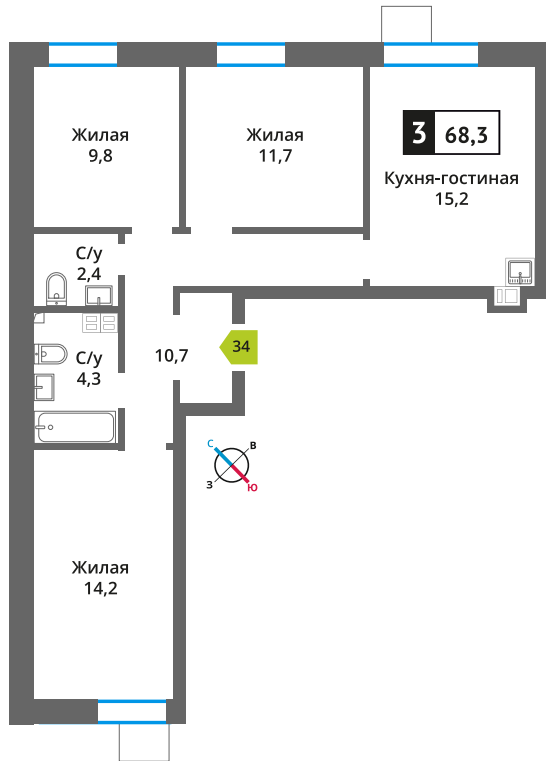 Жилая
9,8
Жилая
11,7
3 68,3
Кухня-гостиная
15,2
С/у
2,4
С/у
4,3
10,7
34
С
В
З
Ю
Жилая
14,2